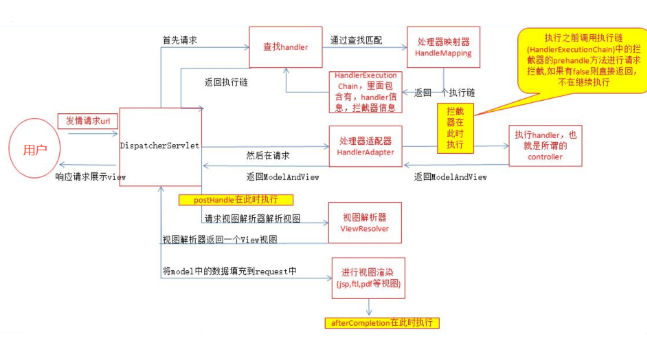 首先请求
查找handler
通过查找匹配
处理器映射器
HandleMapping
执行之前调用执行链
(HandlerExecutionChain)中的拦
截器的prehandle方法进行请求
拦截,如果有false则直接返回,
不在继续执行
返回执行链
HandlerExecution
Chain，里面包
含有，handler信
息，拦截器信息
返回一个执行链
拦截
器在
此时
执行
发情请求url
用户
DispatcherServlet
处理器适配器
HandlerAdapter
执行handler，也
就是所谓的
controller
然后在请求
响应请求展示view
返回ModelAndView
返回ModelAndView
postHandle在此时执行
请求视图解析器解析视图
视图解析器
ViewResolver
视图解析器返回一个View视图
将model中的数据填充到request中
进行视图渲染
(jsp,ftl,pdf等视图)
afterCompletion在此时执行